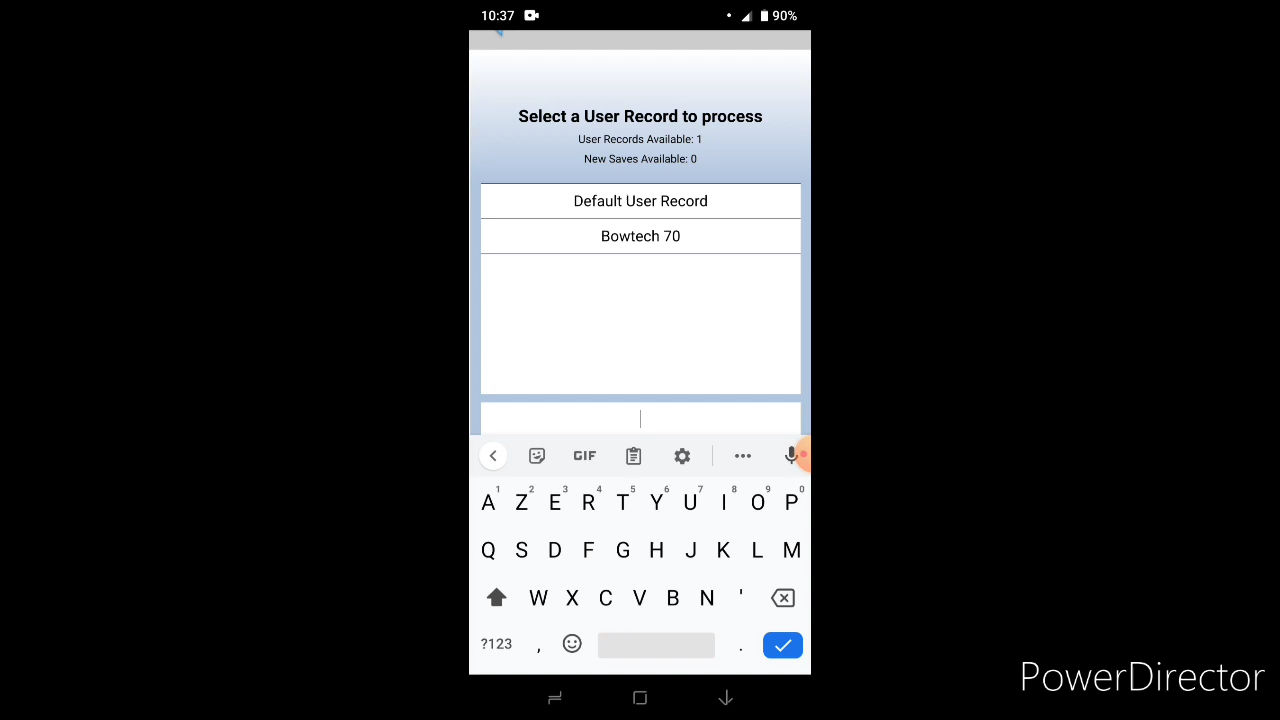 10:37 90%
Select a User Record to process
User Records Available: 1
New Saves Available: 0
Default User Record
Bowtech 70
GIF
1 2 3 4 5 6 7 8 9 0
A Z E R T Y U I O P
Q S D F G H J K L M
W X C V B N '
?123 , .
PowerDirector